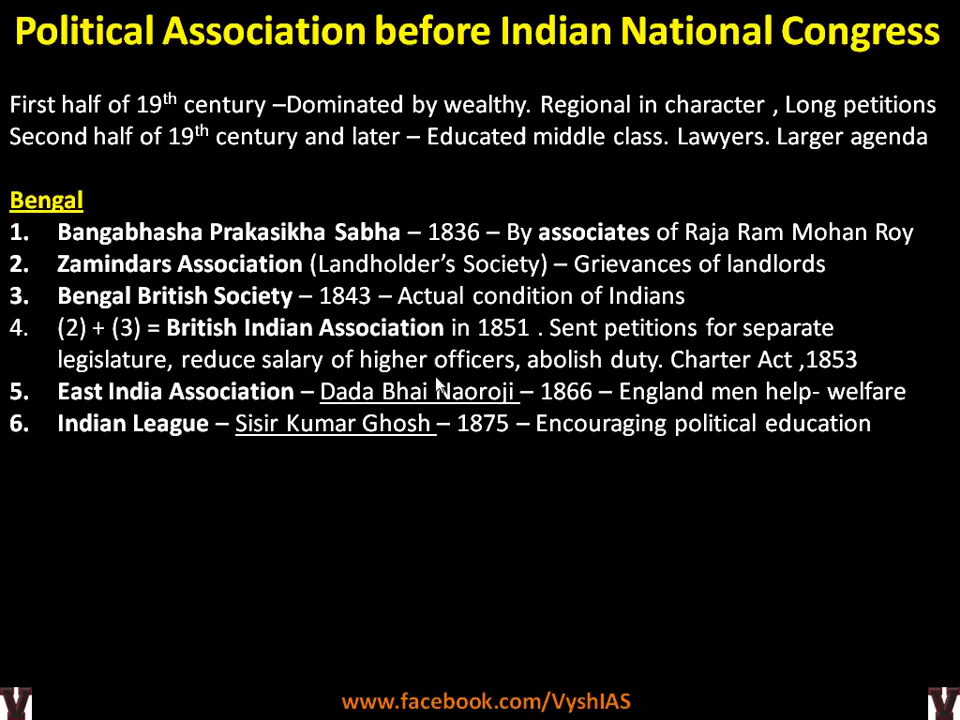 Political Association before Indian National Congress
First half of 19th century –Dominated by wealthy. Regional in character , Long petitions
Second half of 19th century and later – Educated middle class. Lawyers. Larger agenda
Bengal
1. Bangabhasha Prakasikha Sabha – 1836 – By associates of Raja Ram Mohan Roy
2. Zamindars Association (Landholder’s Society) – Grievances of landlords
3. Bengal British Society – 1843 – Actual condition of Indians
4. (2) + (3) = British Indian Association in 1851 . Sent petitions for separate
legislature, reduce salary of higher officers, abolish duty. Charter Act ,1853
5. East India Association – Dada Bhai Naoroji – 1866 – England men help- welfare
6. Indian League – Sisir Kumar Ghosh – 1875 – Encouraging political education
www.facebook.com/VyshIAS